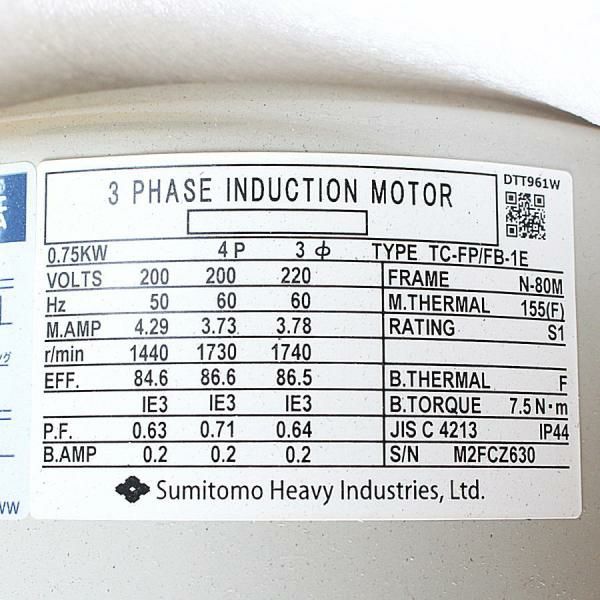 DTT961W
3 PHASE INDUCTION MOTOR
0.75KW 4P 3 ф TYPE TC-FP/FB-1E
VOLTS 200 200 220 FRAME N-80M
Hz 50 60 60 M.THERMAL 155(F)
M.AMP 4.29 3.73 3.78 RATING S1
r/min 1440 1730 1740
EFF. 84.6 86.6 86.5 B.THERMAL F
IE3 IE3 IE3 B.TORQUE 7.5 N・m
P.F. 0.63 0.71 0.64 JIS C 4213 IP44
B.AMP 0.2 0.2 0.2 S/N M2FCZ630
Sumitomo Heavy Industries, Ltd.